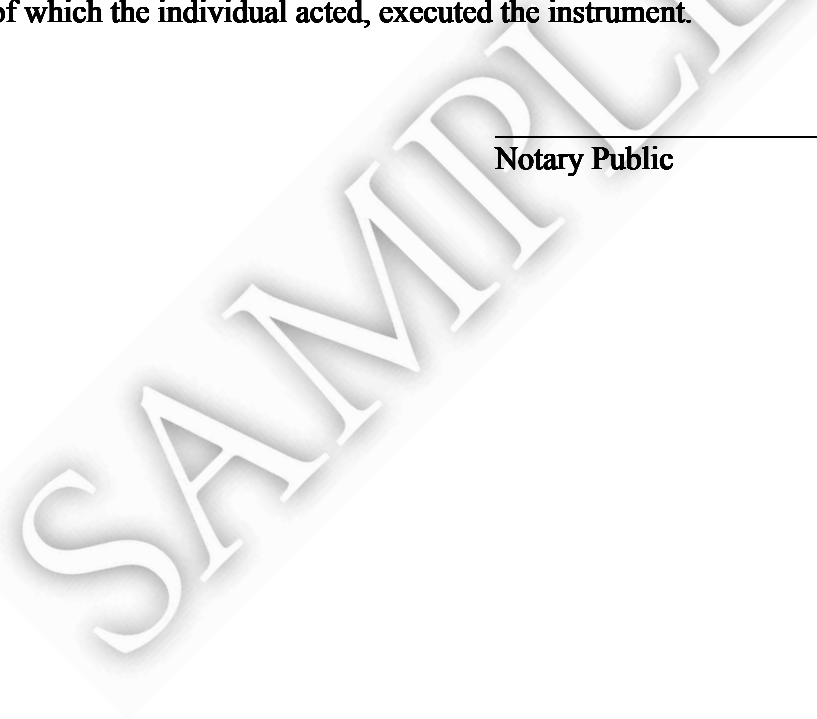 of which the individual acted, executed the instrument.
Notary Public
SAMPLE